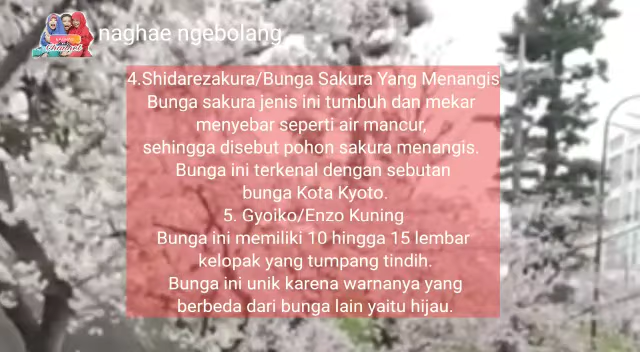 naghae ngebolang
Channel
4.Shidarezakura/Bunga Sakura Yang Menangis
Bunga sakura jenis ini tumbuh dan mekar
menyebar seperti air mancur,
sehingga disebut pohon sakura menangis.
Bunga ini terkenal dengan sebutan
bunga Kota Kyoto.
5. Gyoiko/Enzo Kuning
Bunga ini memiliki 10 hingga 15 lembar
kelopak yang tumpang tindih.
Bunga ini unik karena warnanya yang
berbeda dari bunga lain yaitu hijau.